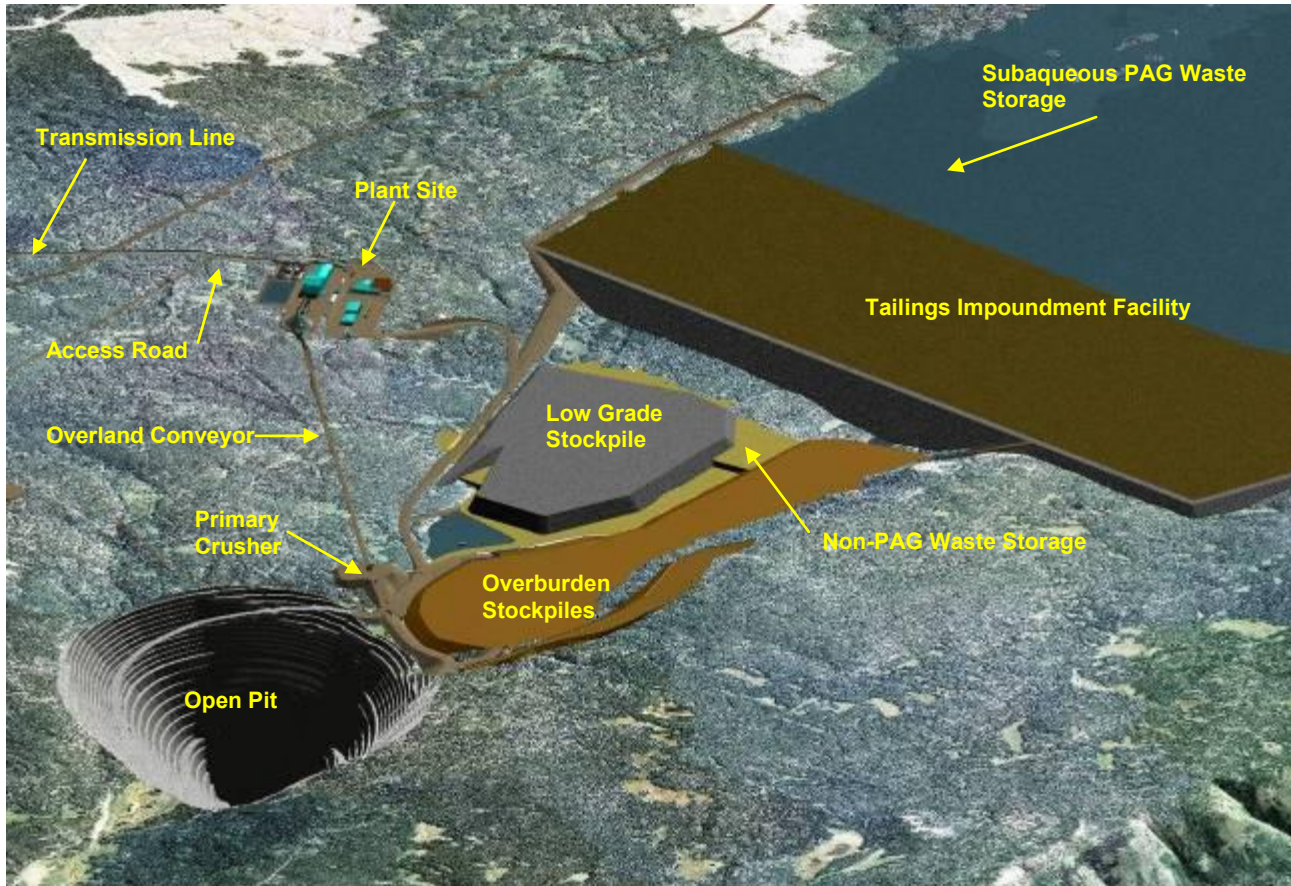 Subaqueous PAG Waste
Storage
Transmission Line
Plant Site
Tailings Impoundment Facility
Access Road
Low Grade
Stockpile
Overland Conveyor
Primary
Crusher
Non-PAG Waste Storage
Overburden
Stockpiles
Open Pit